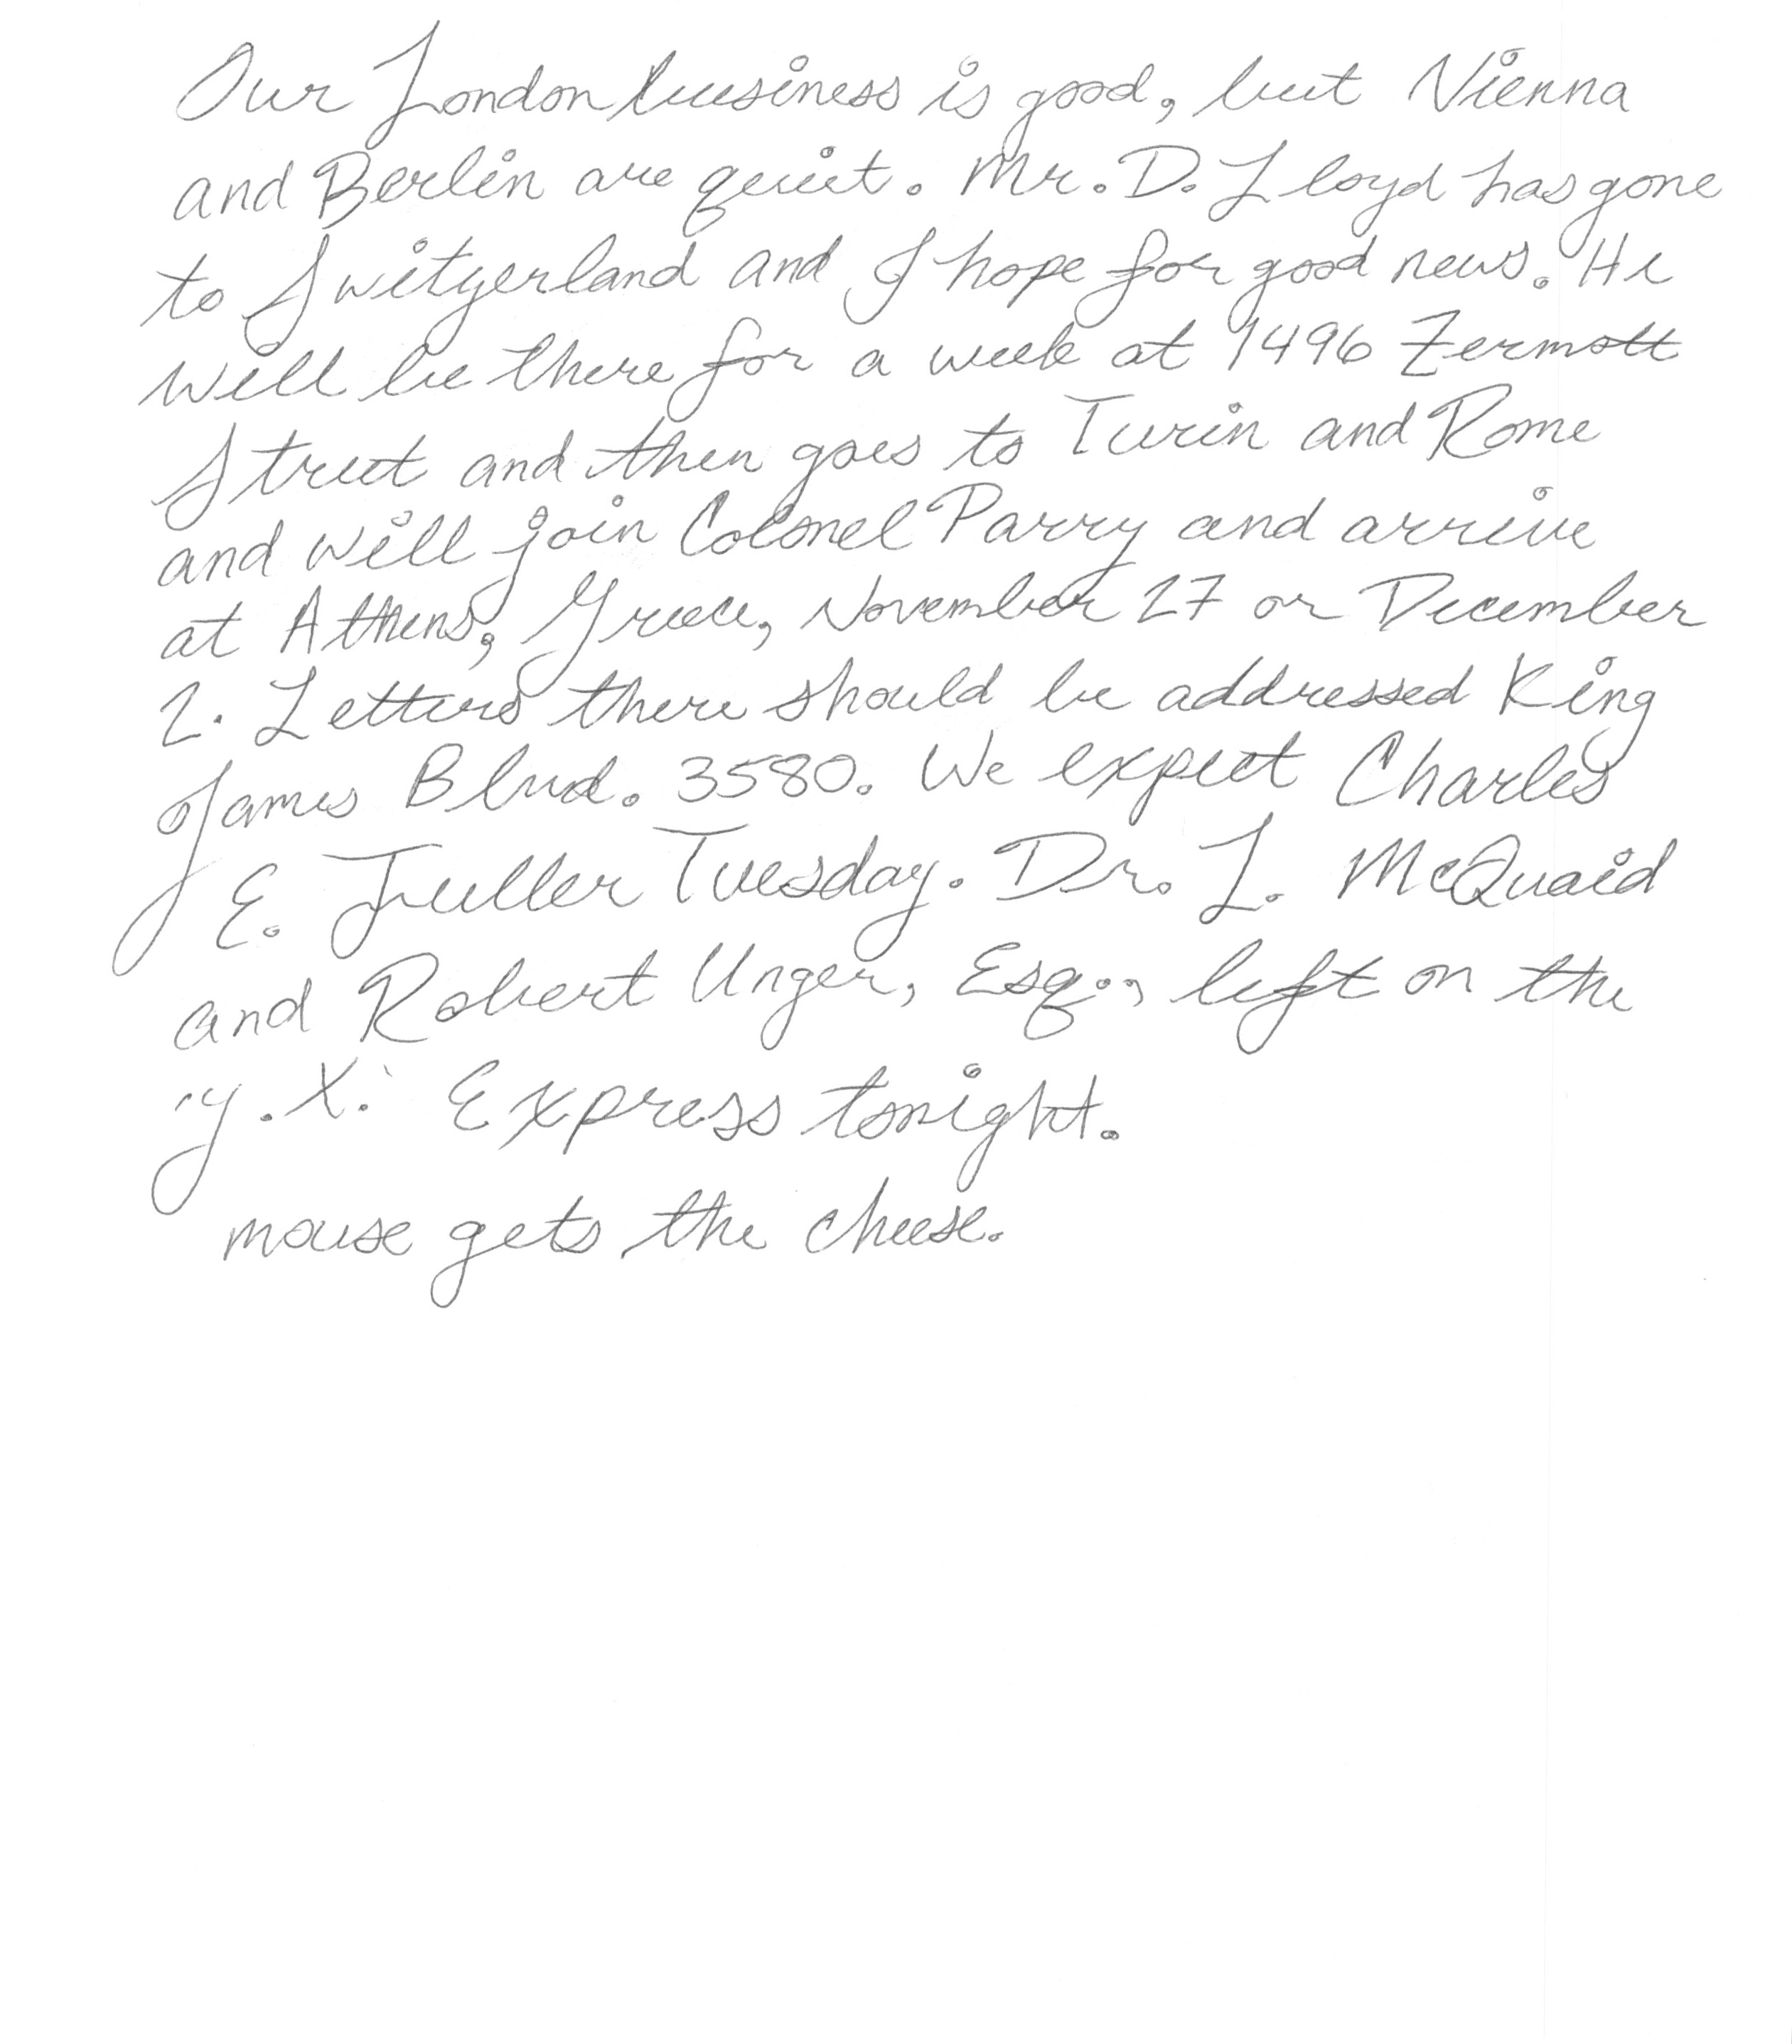 Our London business is good, but Vienna
and Berlin are quiet. Mr. D. Lloyd has gone
to Switzerland and I hope for good news. He
will be there for a week at 1496 Zermott
Street and then goes to Turin and Rome
and will join Colonel Parry and arrive
at Athens, Greece, November 27 or December
2. Letters there should be addressed King
James Blvd. 3580. We expect Charles
E. Fuller Tuesday. Dr. L. McQuaid
and Robert Unger, Esq., left on the
Y. X. Express tonight.
mouse gets the cheese.